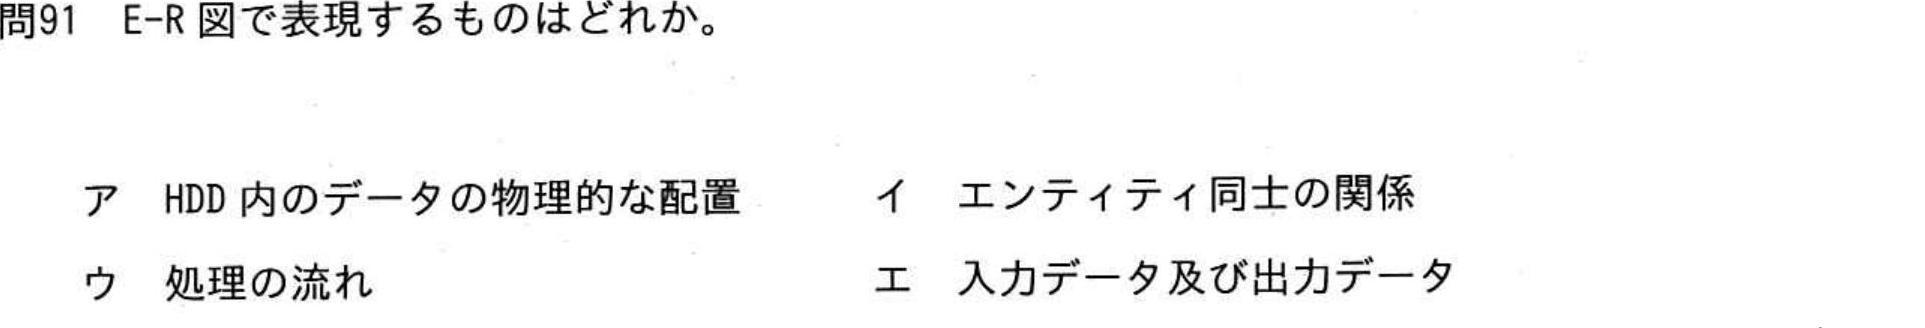 問91 E-R 図で表現するものはどれか。
ア HDD 内のデータの物理的な配置 イ エンティティ同士の関係
ウ 処理の流れ エ 入力データ及び出力データ